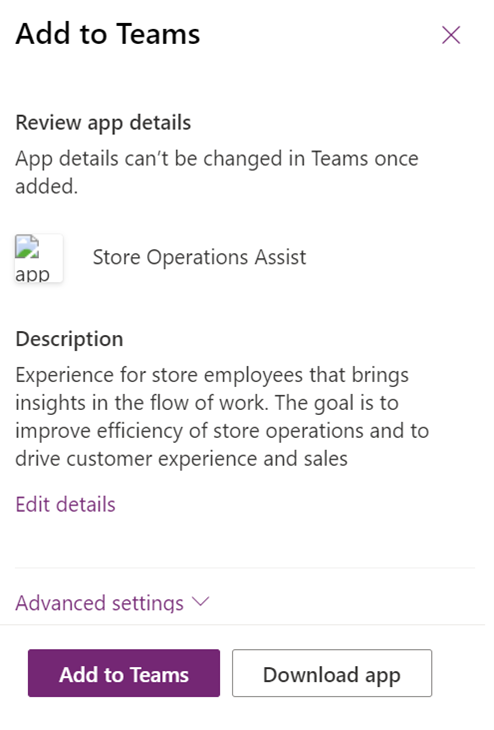 Add to Teams
Review app details
App details can’t be changed in Teams once
added.
app
Store Operations Assist
Description
Experience for store employees that brings
insights in the flow of work. The goal is to
improve efficiency of store operations and to
drive customer experience and sales
Edit details
Advanced settings
Add to Teams
Download app